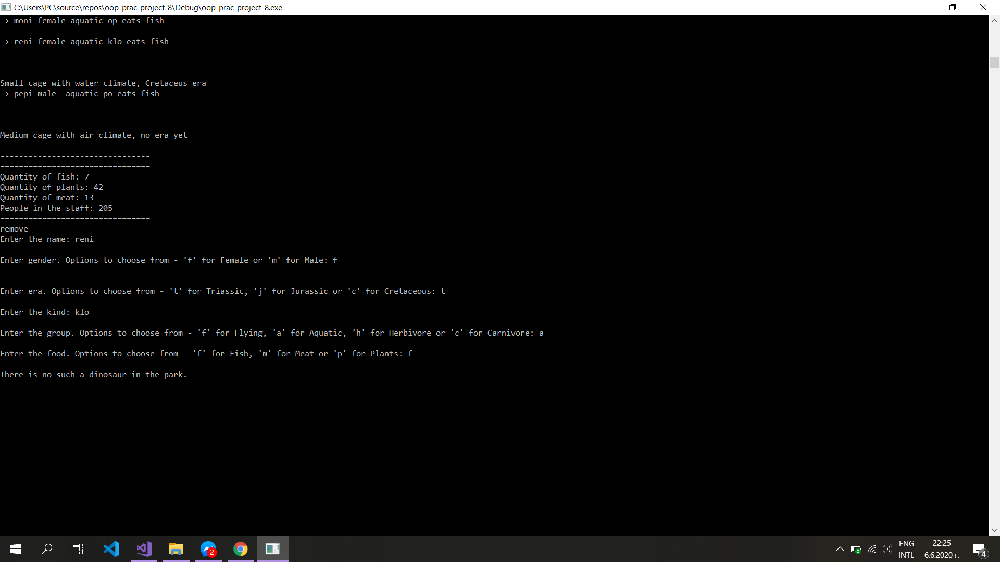 C:\Users\PC\source\repos\oop-prac-project-8\Debug\oop-prac-project-8.exe
-> moni female aquatic op eats fish
-> reni female aquatic klo eats fish
--------------------------------
Small cage with water climate, Cretaceus era
-> pepi male  aquatic po eats fish
--------------------------------
Medium cage with air climate, no era yet
--------------------------------
================================
Quantity of fish: 7
Quantity of plants: 42
Quantity of meat: 13
People in the staff: 205
================================
remove
Enter the name: reni
Enter gender. Options to choose from - 'f' for Female or 'm' for Male: f
Enter era. Options to choose from - 't' for Triassic, 'j' for Jurassic or 'c' for Cretaceous: t
Enter the kind: klo
Enter the group. Options to choose from - 'f' for Flying, 'a' for Aquatic, 'h' for Herbivore or 'c' for Carnivore: a
Enter the food. Options to choose from - 'f' for Fish, 'm' for Meat or 'p' for Plants: f
There is no such a dinosaur in the park.
2
ENG
INTL
22:25
6.6.2020 г.
4